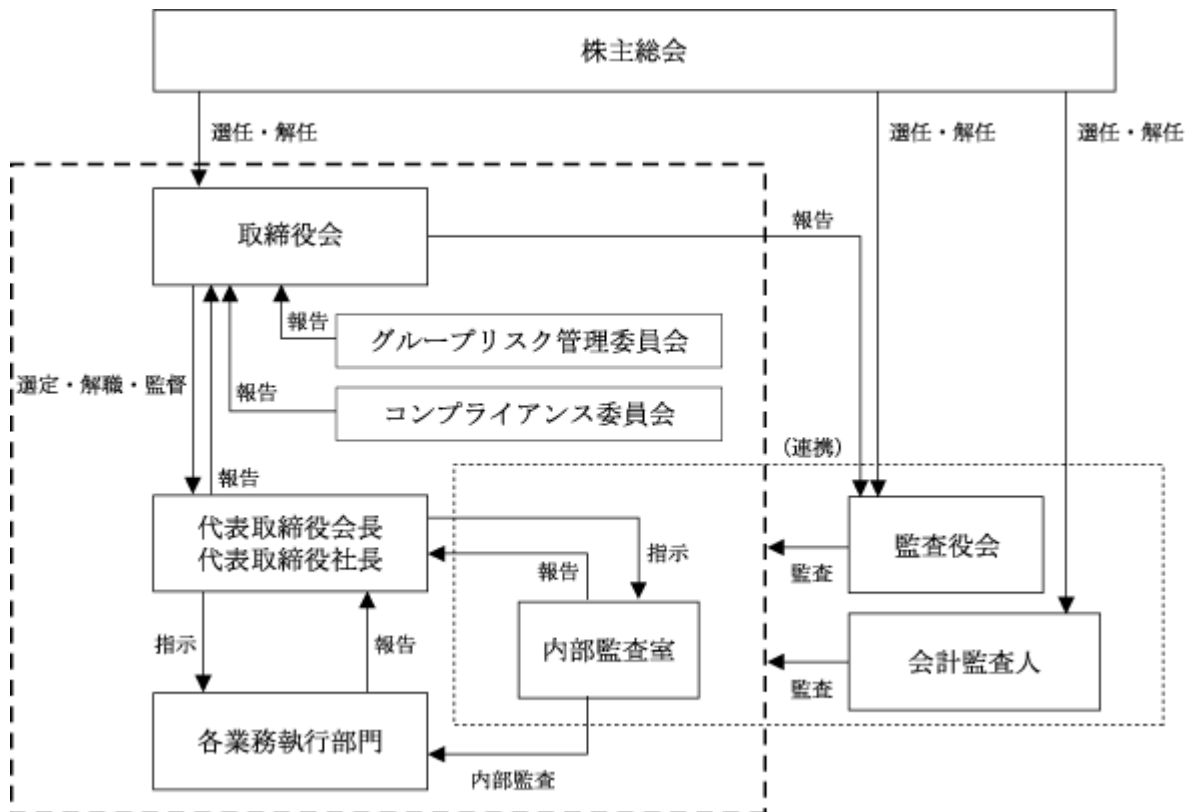 株主総会
選任・解任
選任・解任
選任・解任
取締役会
報告
報告
グループリスク管理委員会
選定・解職・監督
報告
コンプライアンス委員会
(連携)
報告
代表取締役会長
代表取締役社長
指示
報告
監査役会
監査
指示
報告
内部監査室
会計監査人
監査
各業務執行部門
内部監査